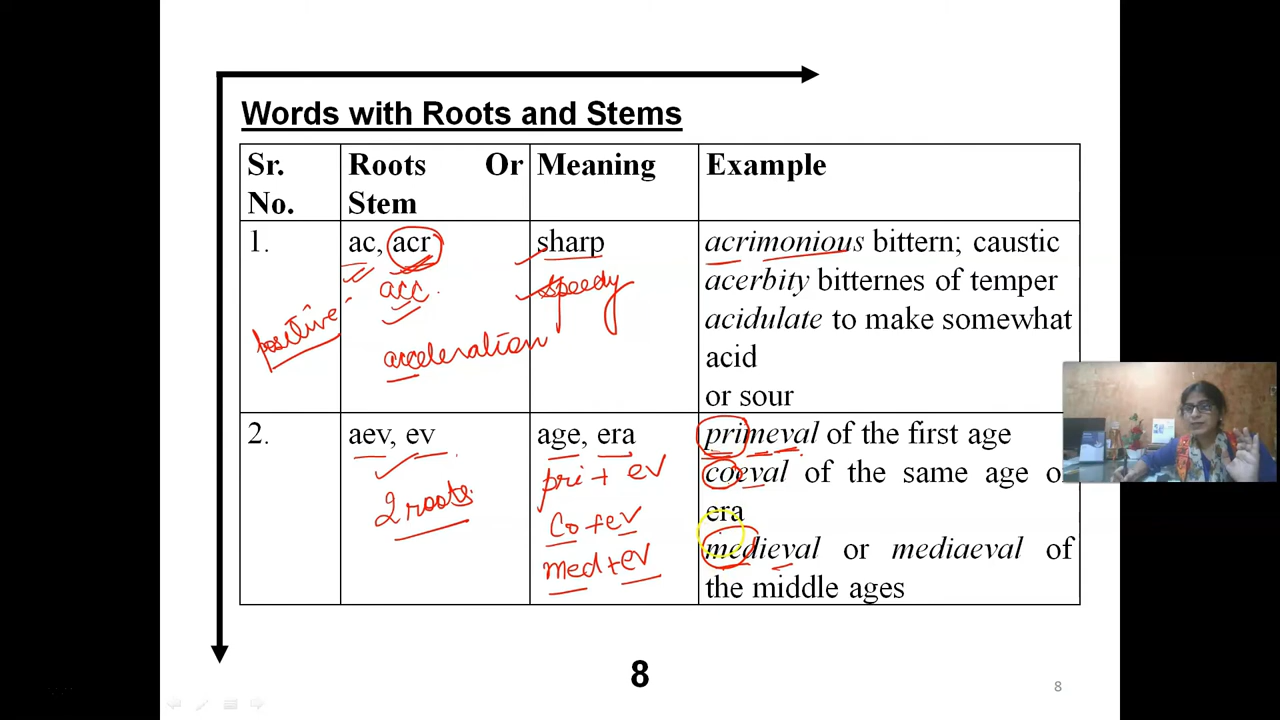 Words with Roots and Stems
Sr. No.
Roots Or Stem
Meaning
Example
1.
ac, acr
acc
acceleration
positive
sharp
speedy
acrimonious bittern; caustic
acerbity bitternes of temper
acidulate to make somewhat
acid
or sour
2.
aev, ev
2 roots
age, era
pri + ev
co + ev
med + ev
primeval of the first age
coeval of the same age o
era
medieval or mediaeval of
the middle ages
8
8